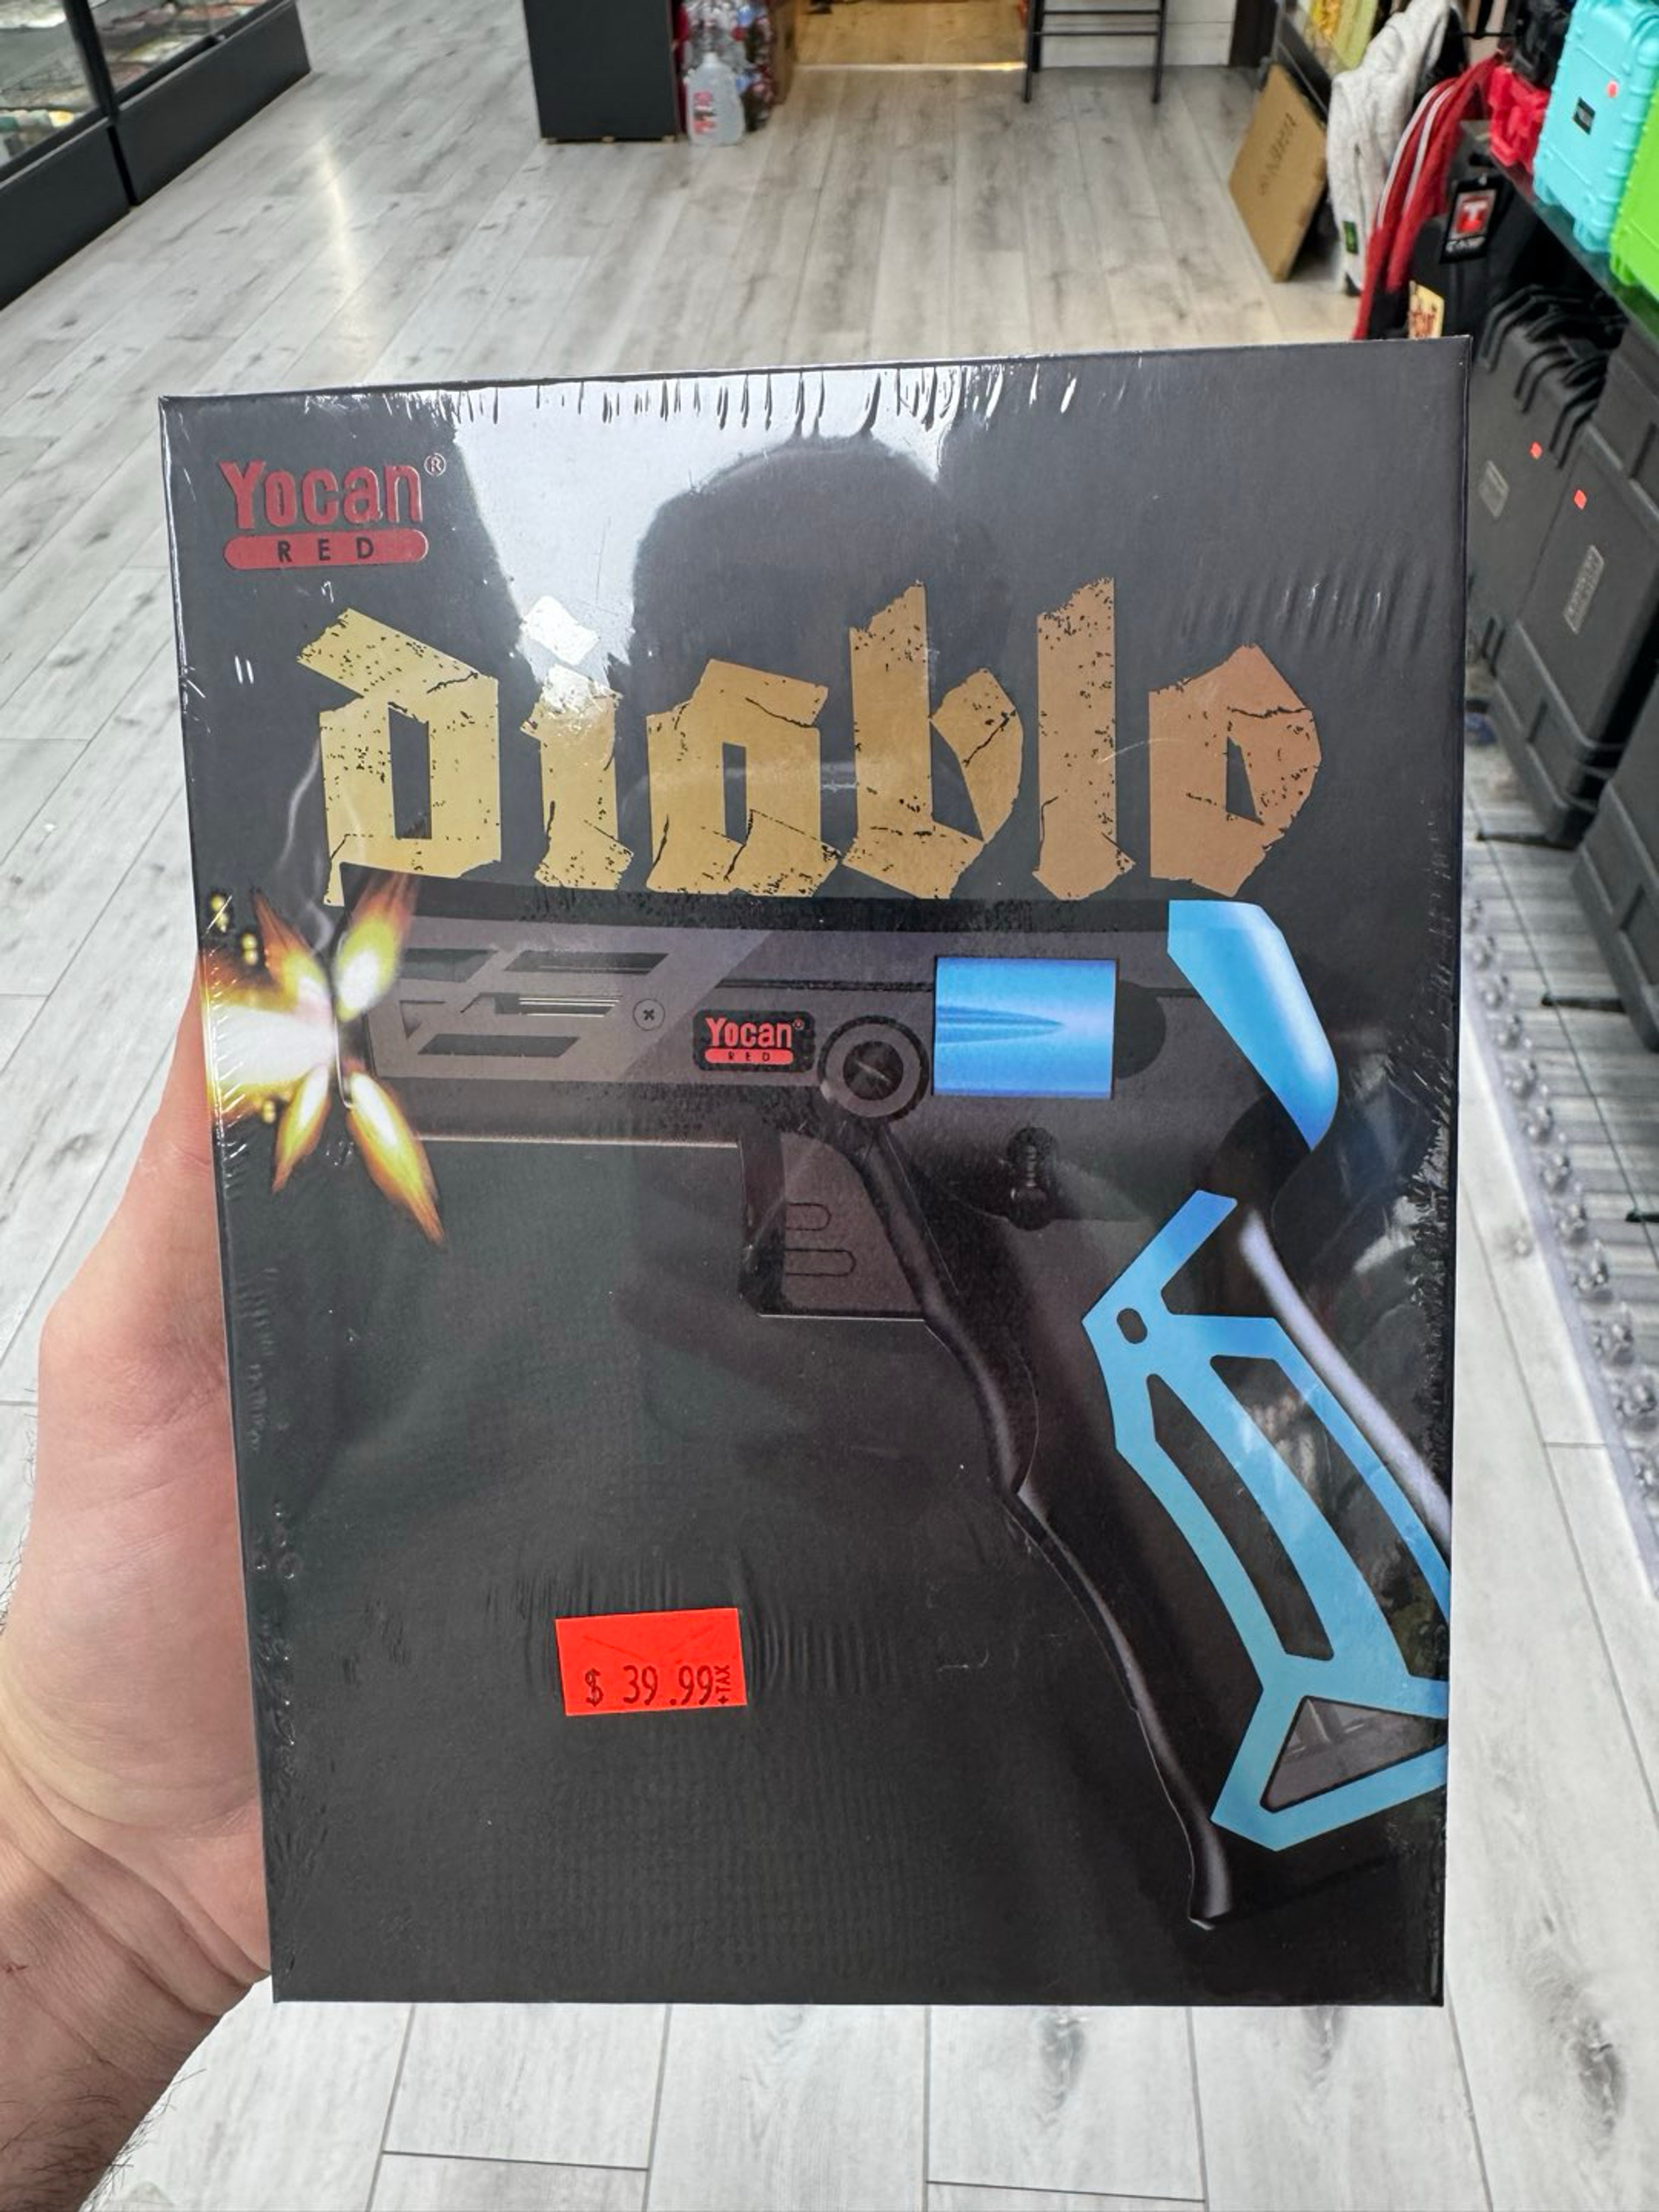 Yocan®
RED
Diablo
Yocan®
RED
$ 39.99 +TAX